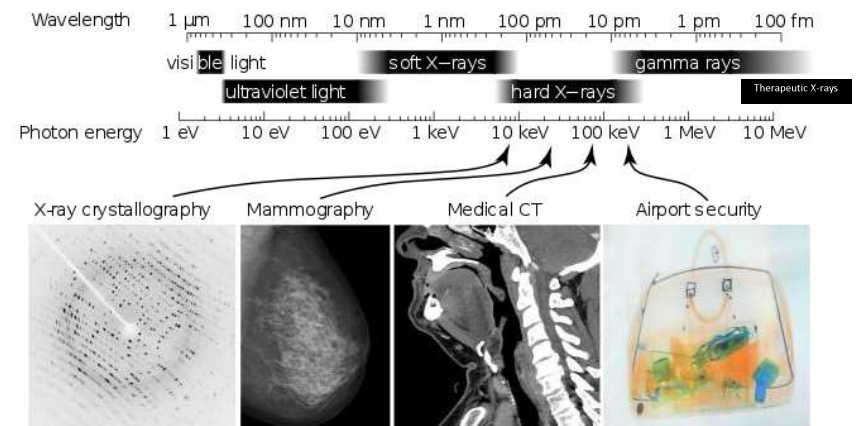 Wavelength 1 μm 100 nm 10 nm 1 nm 100 pm 10 pm 1 pm 100 fm
visible light soft X−rays gamma rays
ultraviolet light hard X−rays Therapeutic X-rays
Photon energy 1 eV 10 eV 100 eV 1 keV 10 keV 100 keV 1 MeV 10 MeV
X-ray crystallography Mammography Medical CT Airport security